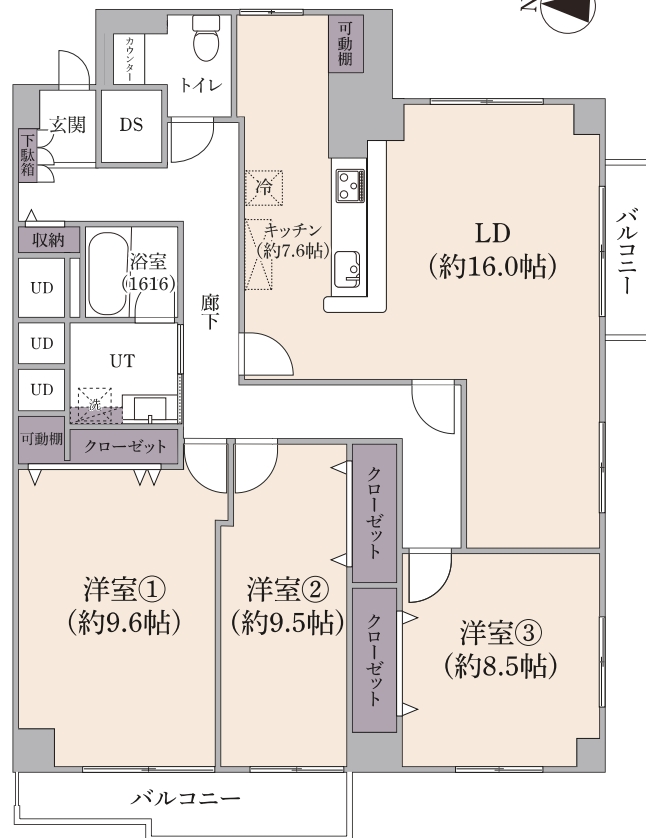 N
カウンター
トイレ
可動棚
玄関
DS
下駄箱
冷
キッチン
(約7.6帖)
LD
(約16.0帖)
バルコニー
収納
浴室
(1616)
UD
廊下
UD
UT
UD
洗
可動棚
クローゼット
クローゼット
洋室①
(約9.6帖)
洋室②
(約9.5帖)
クローゼット
洋室③
(約8.5帖)
バルコニー